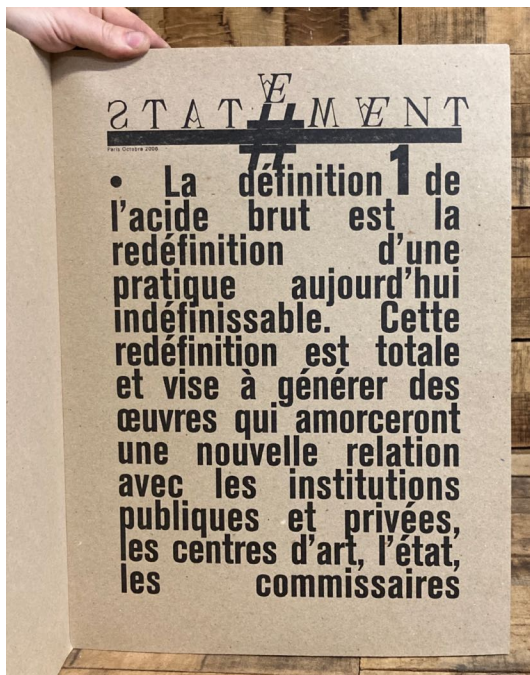 STATEMENT
#1
Paris Octobre 2006
• La définition de
l’acide brut est la
redéfinition d’une
pratique aujourd’hui
indéfinissable. Cette
redéfinition est totale
et vise à générer des
œuvres qui amorceront
une nouvelle relation
avec les institutions
publiques et privées,
les centres d’art, l’état,
les commissaires